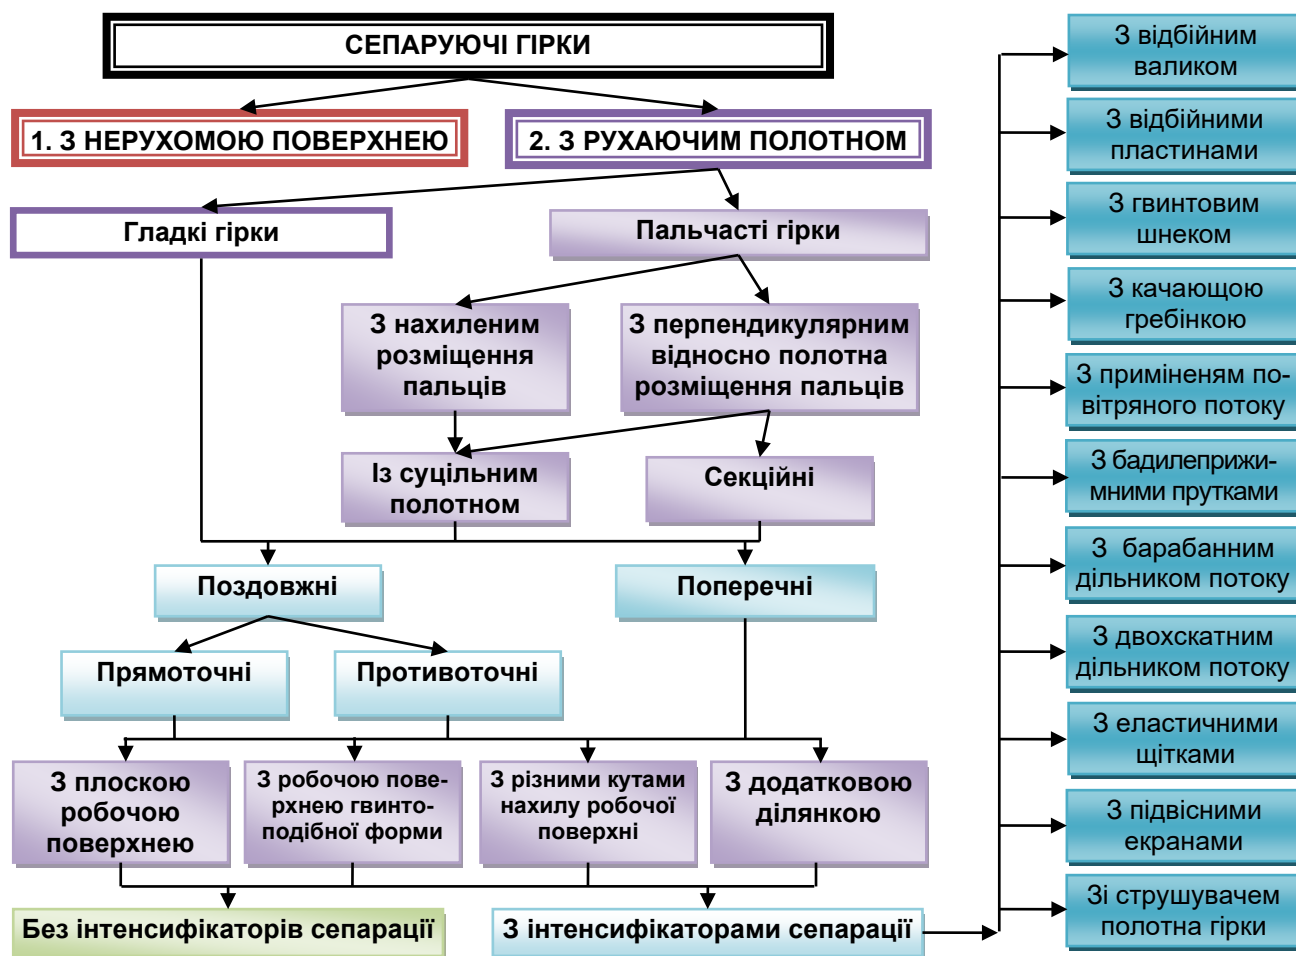 СЕПАРУЮЧІ ГІРКИ
1. З НЕРУХОМОЮ ПОВЕРХНЕЮ
2. З РУХАЮЧИМ ПОЛОТНОМ
Гладкі гірки
Пальчасті гірки
З нахиленим
розміщення
пальців
З перпендикулярним
відносно полотна
розміщення пальців
Із суцільним
полотном
Секційні
Поздовжні
Поперечні
Прямоточні
Противоточні
З плоскою
робочою
поверхнею
З робочою пове-
рхнею гвинто-
подібної форми
З різними кутами
нахилу робочої
поверхні
З додатковою
ділянкою
Без інтенсифікаторів сепарації
З інтенсифікаторами сепарації
З відбійним
валиком
З відбійними
пластинами
З гвинтовим
шнеком
З качающою
гребінкою
З приміненям по-
вітряного потоку
З бадилеприжи-
мними прутками
З барабанним
дільником потоку
З двохскатним
дільником потоку
З еластичними
щітками
З підвісними
екранами
Зі струшувачем
полотна гірки